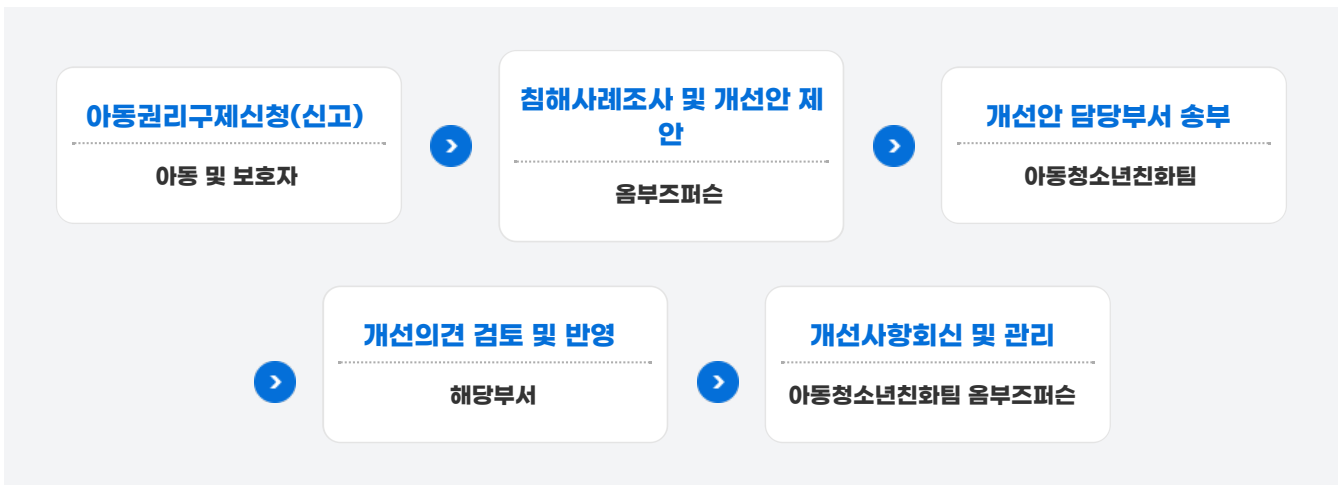 아동권리구제신청(신고)
아동 및 보호자
침해사례조사 및 개선안 제
안
옴부즈퍼슨
개선안 담당부서 송부
아동청소년친화팀
개선의견 검토 및 반영
해당부서
개선사항회신 및 관리
아동청소년친화팀 옴부즈퍼슨